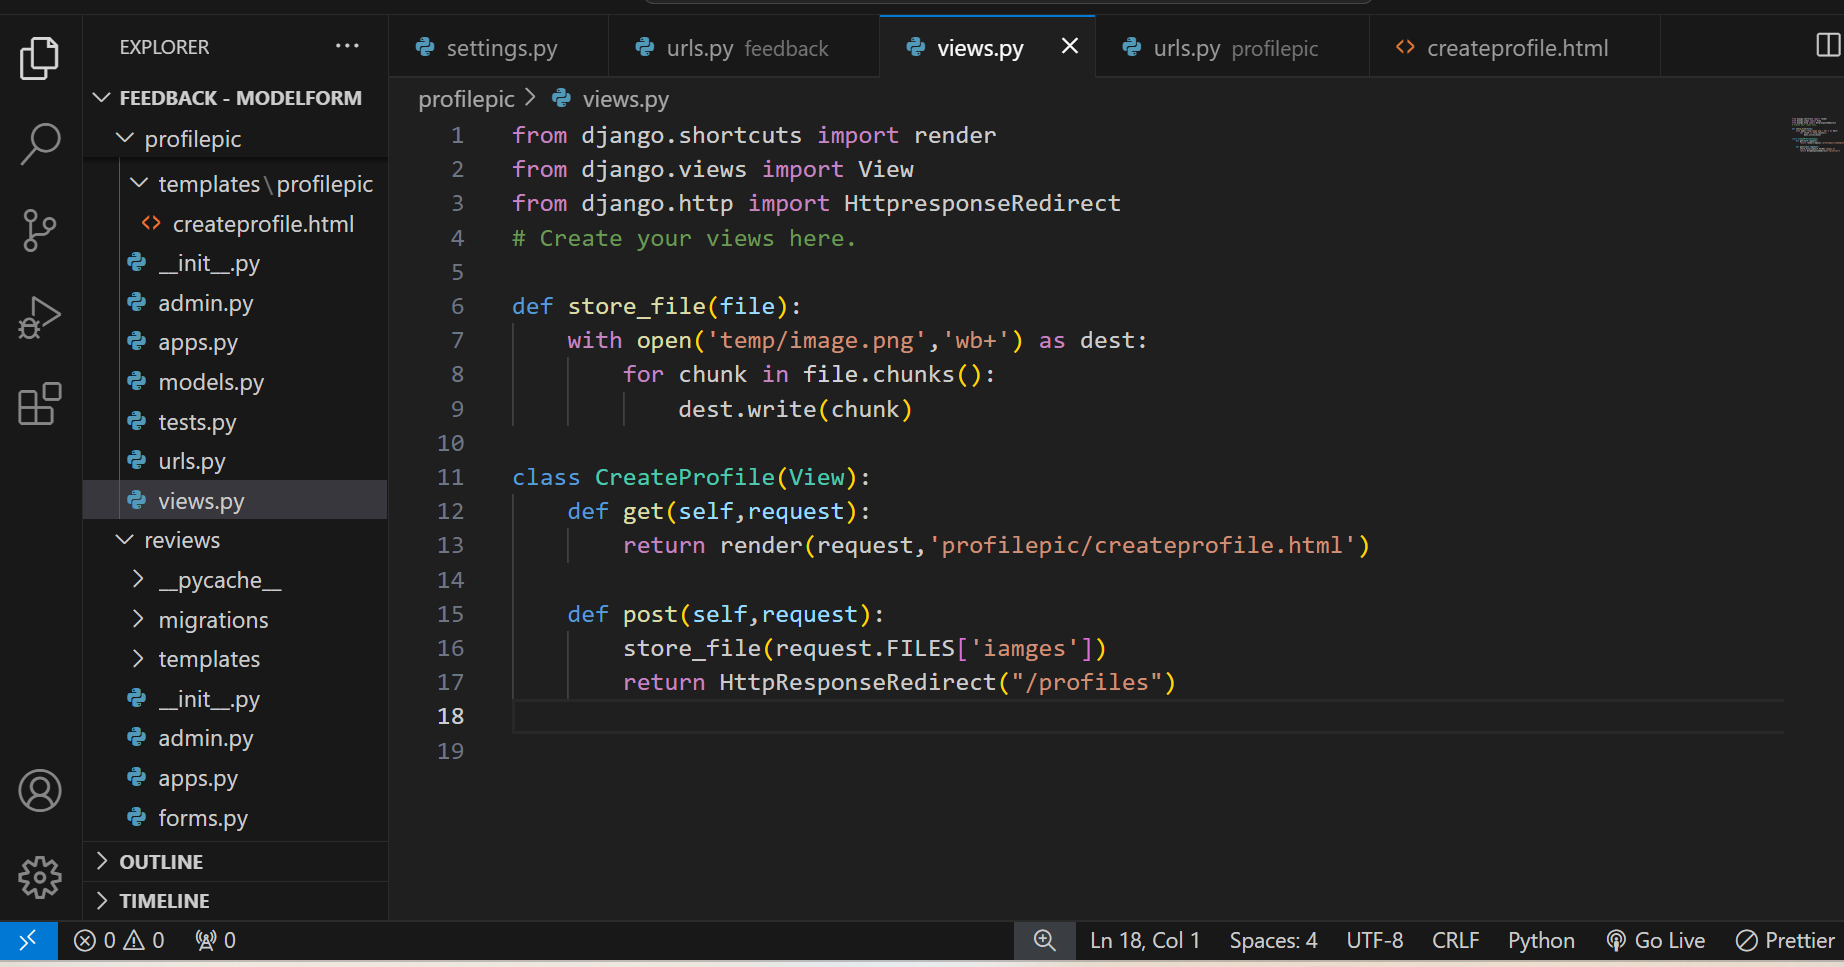 EXPLORER ···
FEEDBACK - MODELFORM
profilepic
templates\profilepic
createprofile.html
__init__.py
admin.py
apps.py
models.py
tests.py
urls.py
views.py
reviews
__pycache__
migrations
templates
__init__.py
admin.py
apps.py
forms.py
OUTLINE
TIMELINE
settings.py urls.py feedback views.py urls.py profilepic createprofile.html
profilepic > views.py
1 from django.shortcuts import render
2 from django.views import View
3 from django.http import HttpresponseRedirect
4 # Create your views here.
5
6 def store_file(file):
7     with open('temp/image.png','wb+') as dest:
8         for chunk in file.chunks():
9             dest.write(chunk)
10
11 class CreateProfile(View):
12     def get(self,request):
13         return render(request,'profilepic/createprofile.html')
14
15     def post(self,request):
16         store_file(request.FILES['iamges'])
17         return HttpResponseRedirect("/profiles")
18
19
0 0 0 Ln 18, Col 1 Spaces: 4 UTF-8 CRLF Python Go Live Prettier